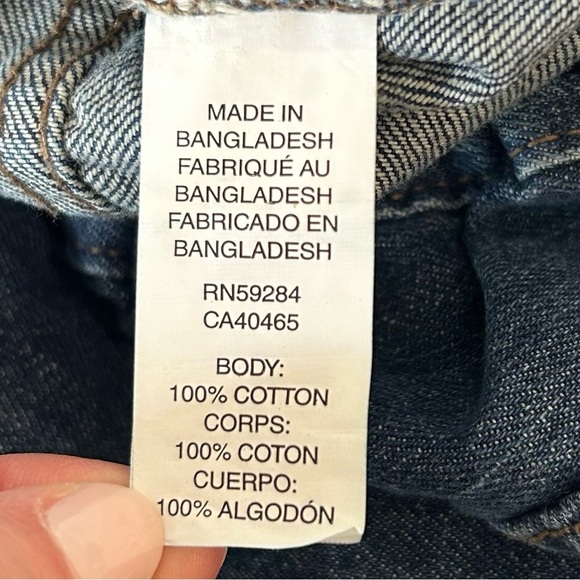 MADE IN
BANGLADESH
FABRIQUÉ AU
BANGLADESH
FABRICADO EN
BANGLADESH
RN59284
CA40465
BODY:
100% COTTON
CORPS:
100% COTON
CUERPO:
100% ALGODÓN